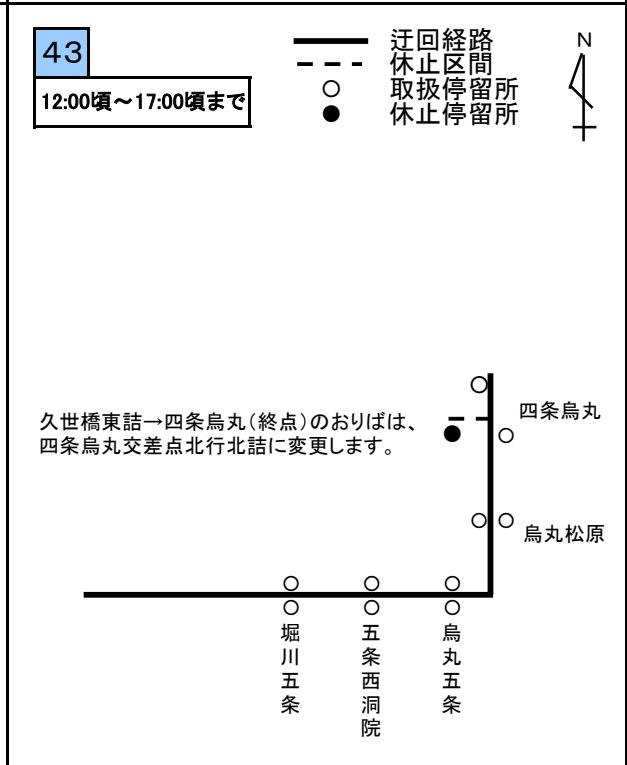 43
12:00頃～17:00頃まで
迂回経路
休止区間
取扱停留所
休止停留所
N
久世橋東詰→四条烏丸(終点)のおりばは、
四条烏丸交差点北行北詰に変更します。
四条烏丸
烏丸松原
堀川五条
五条西洞院
烏丸五条